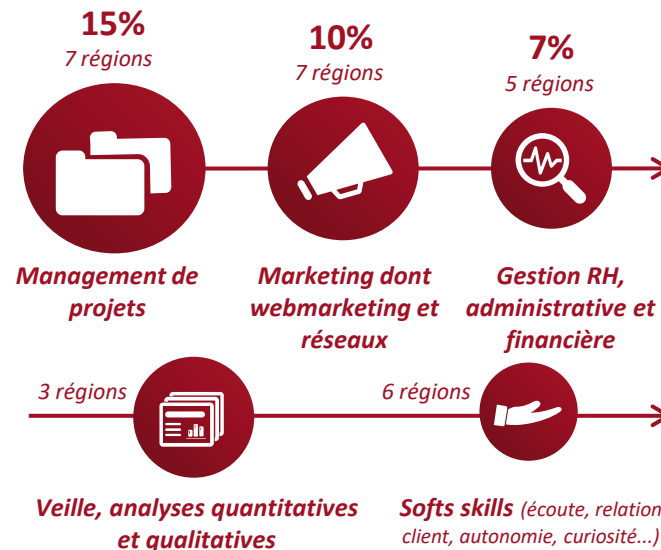 15%
7 régions
10%
7 régions
7%
5 régions
Management de
projets
Marketing dont
webmarketing et
réseaux
Gestion RH,
administrative et
financière
3 régions
6 régions
Veille, analyses quantitatives
et qualitatives
Softs skills (écoute, relation
client, autonomie, curiosité...)